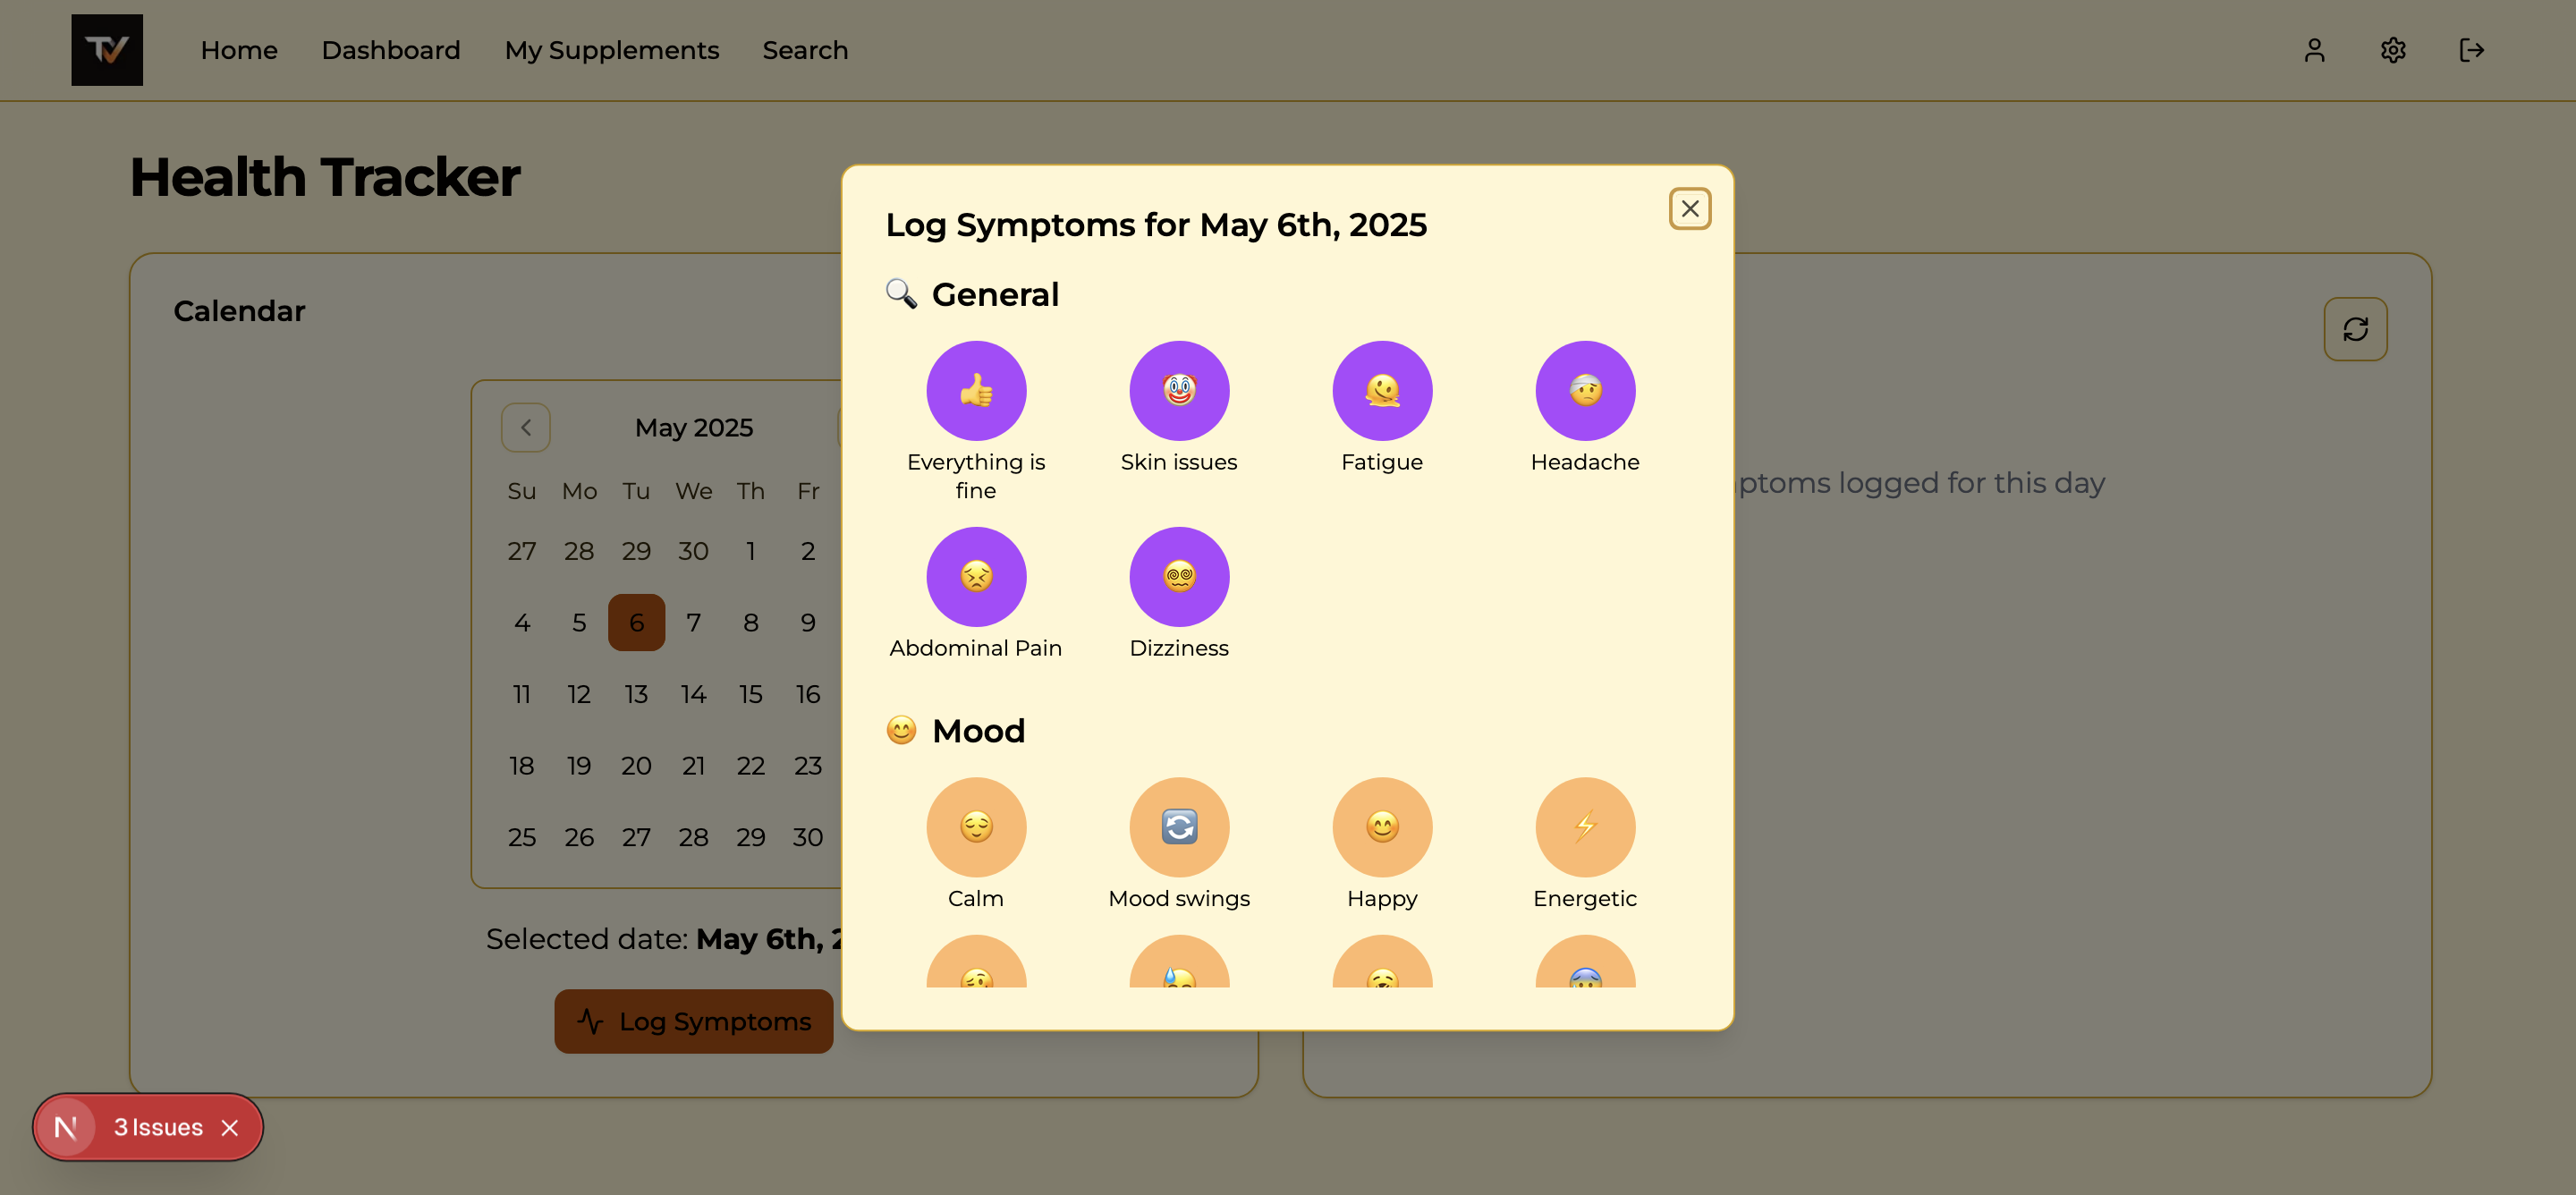 TV
Home Dashboard My Supplements Search
Health Tracker
Calendar
May 2025
Su Mo Tu We Th Fr
27 28 29 30 1 2
4 5 6 7 8 9
11 12 13 14 15 16
18 19 20 21 22 23
25 26 27 28 29 30
Selected date: May 6th,
Log Symptoms
Log Symptoms for May 6th, 2025
🔍 General
Everything is
fine
Skin issues
Fatigue
Headache
Abdominal Pain
Dizziness
😊 Mood
Calm
Mood swings
Happy
Energetic
logged for this day
N 3 Issues